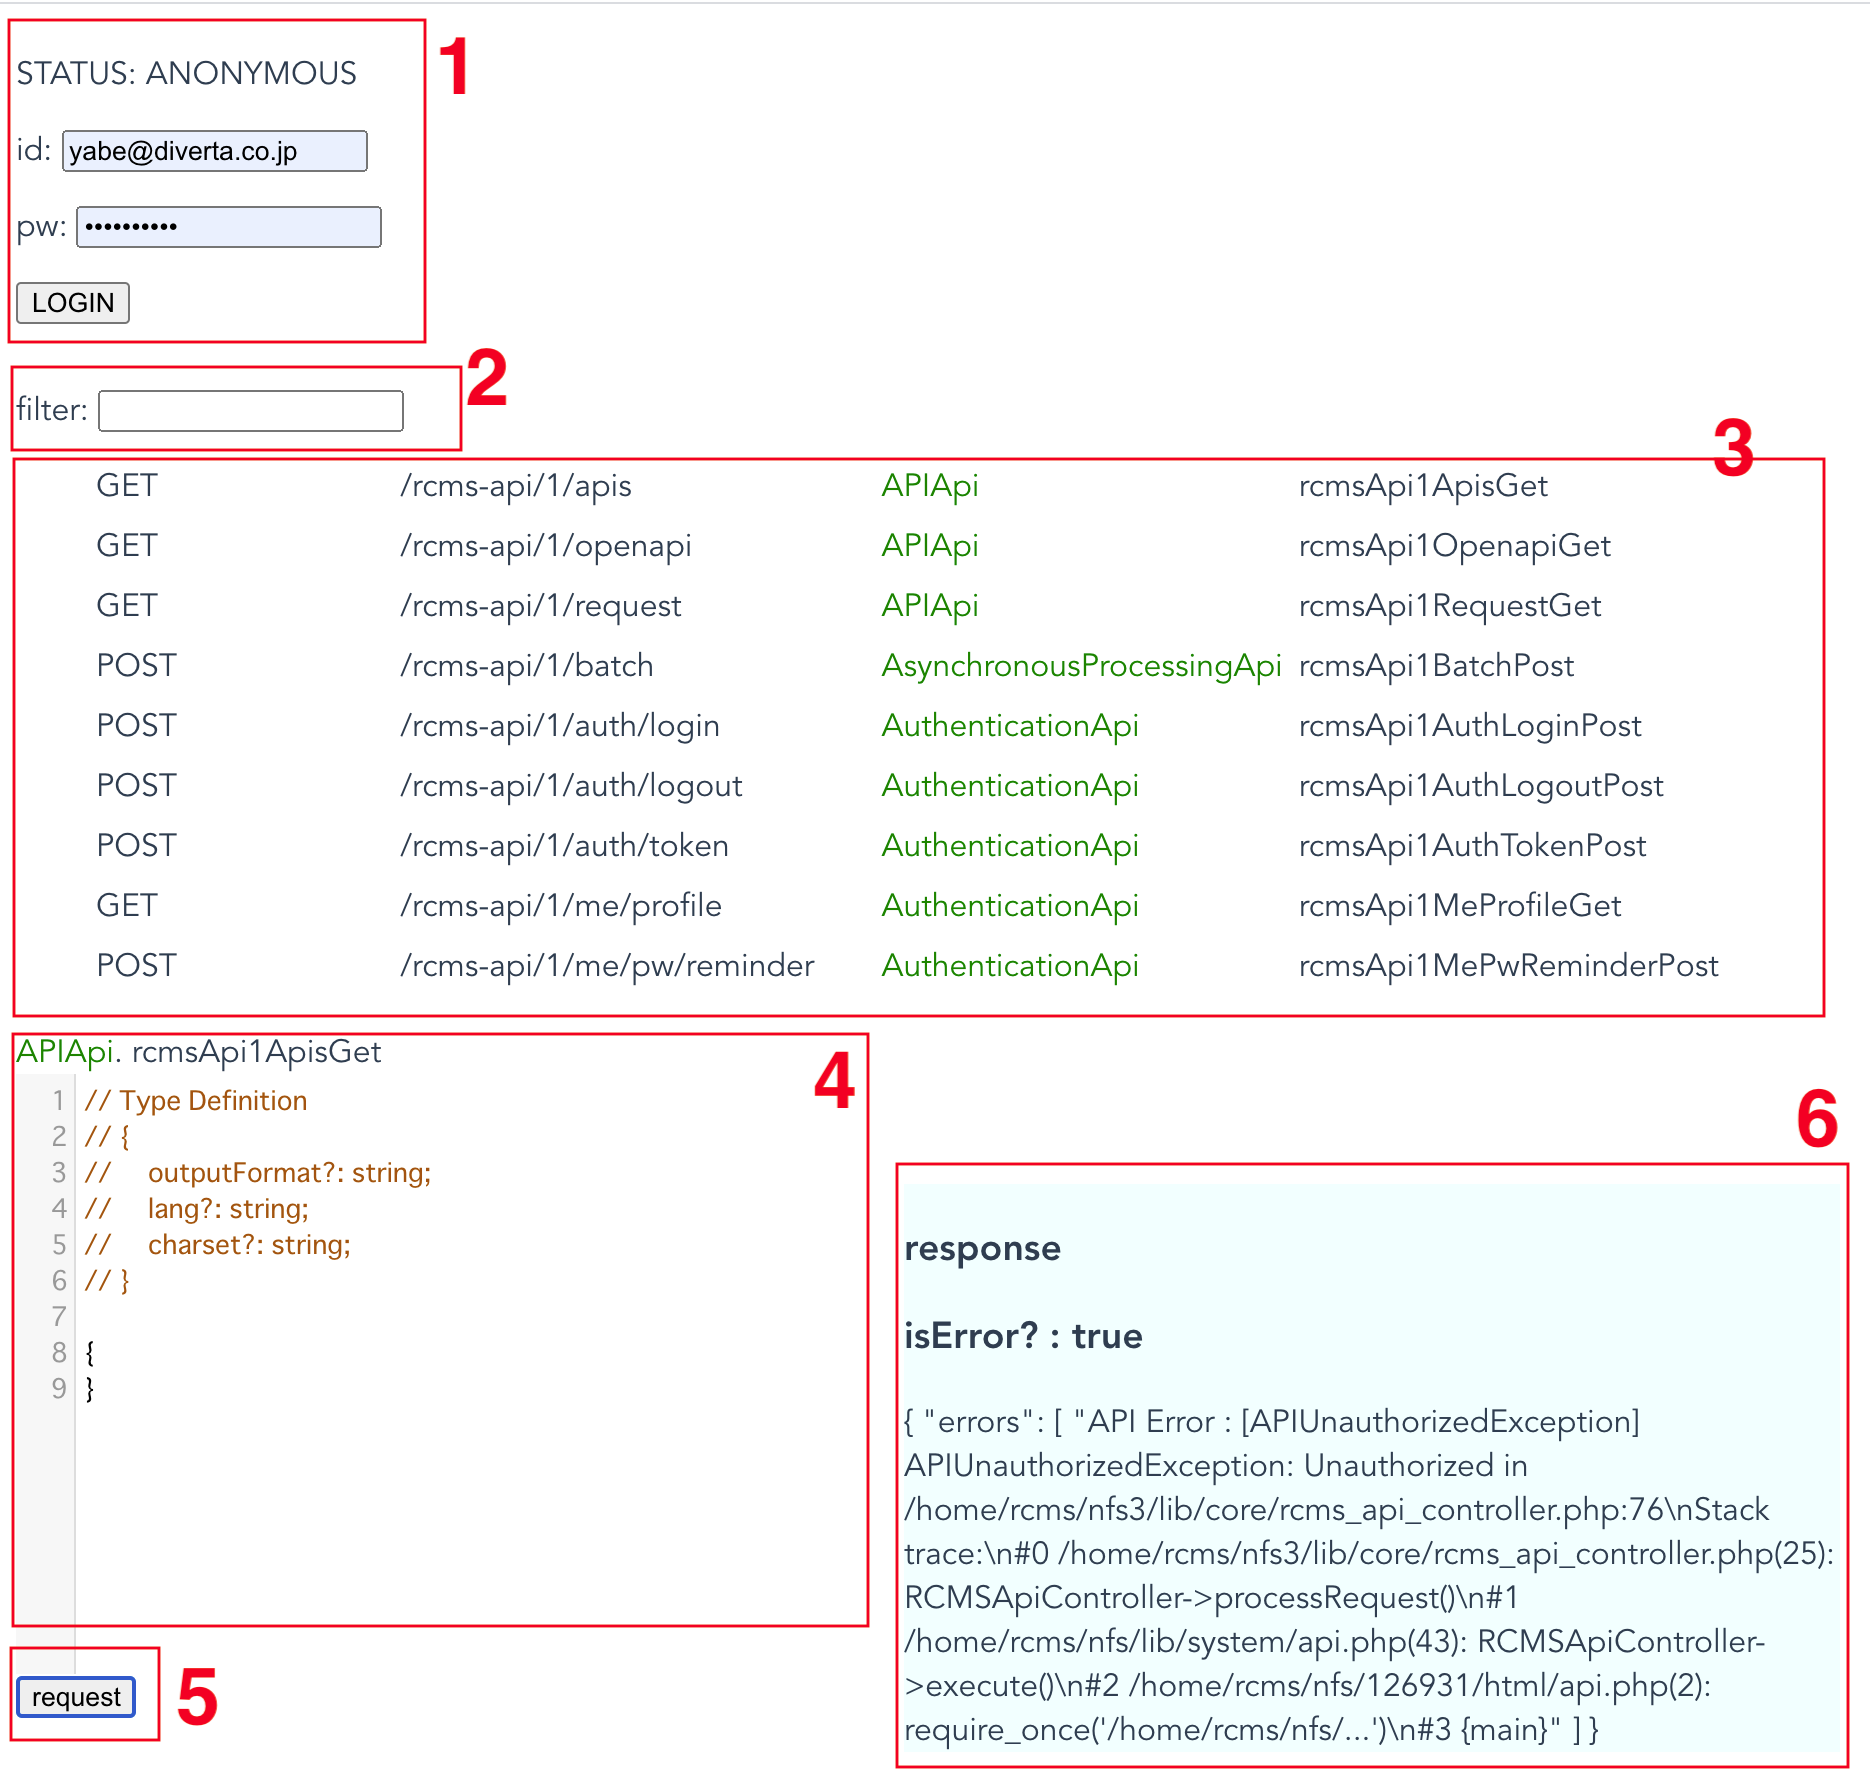 STATUS: ANONYMOUS
1
id: yabe@diverta.co.jp
pw: ••••••••••
LOGIN
2
filter:
3
GET /rcms-api/1/apis APIApi rcmsApi1ApisGet
GET /rcms-api/1/openapi APIApi rcmsApi1OpenapiGet
GET /rcms-api/1/request APIApi rcmsApi1RequestGet
POST /rcms-api/1/batch AsynchronousProcessingApi rcmsApi1BatchPost
POST /rcms-api/1/auth/login AuthenticationApi rcmsApi1AuthLoginPost
POST /rcms-api/1/auth/logout AuthenticationApi rcmsApi1AuthLogoutPost
POST /rcms-api/1/auth/token AuthenticationApi rcmsApi1AuthTokenPost
GET /rcms-api/1/me/profile AuthenticationApi rcmsApi1MeProfileGet
POST /rcms-api/1/me/pw/reminder AuthenticationApi rcmsApi1MePwReminderPost
APIApi. rcmsApi1ApisGet
4
1 // Type Definition
2 // {
3 //     outputFormat?: string;
4 //     lang?: string;
5 //     charset?: string;
6 // }
7
8 {
9 }
request
5
6
response
isError? : true
{ "errors": [ "API Error : [APIUnauthorizedException]
APIUnauthorizedException: Unauthorized in
/home/rcms/nfs3/lib/core/rcms_api_controller.php:76\nStack
trace:\n#0 /home/rcms/nfs3/lib/core/rcms_api_controller.php(25):
RCMSApiController->processRequest()\n#1
/home/rcms/nfs/lib/system/api.php(43): RCMSApiController-
>execute()\n#2 /home/rcms/nfs/126931/html/api.php(2):
require_once('/home/rcms/nfs/...')\n#3 {main}" ] }